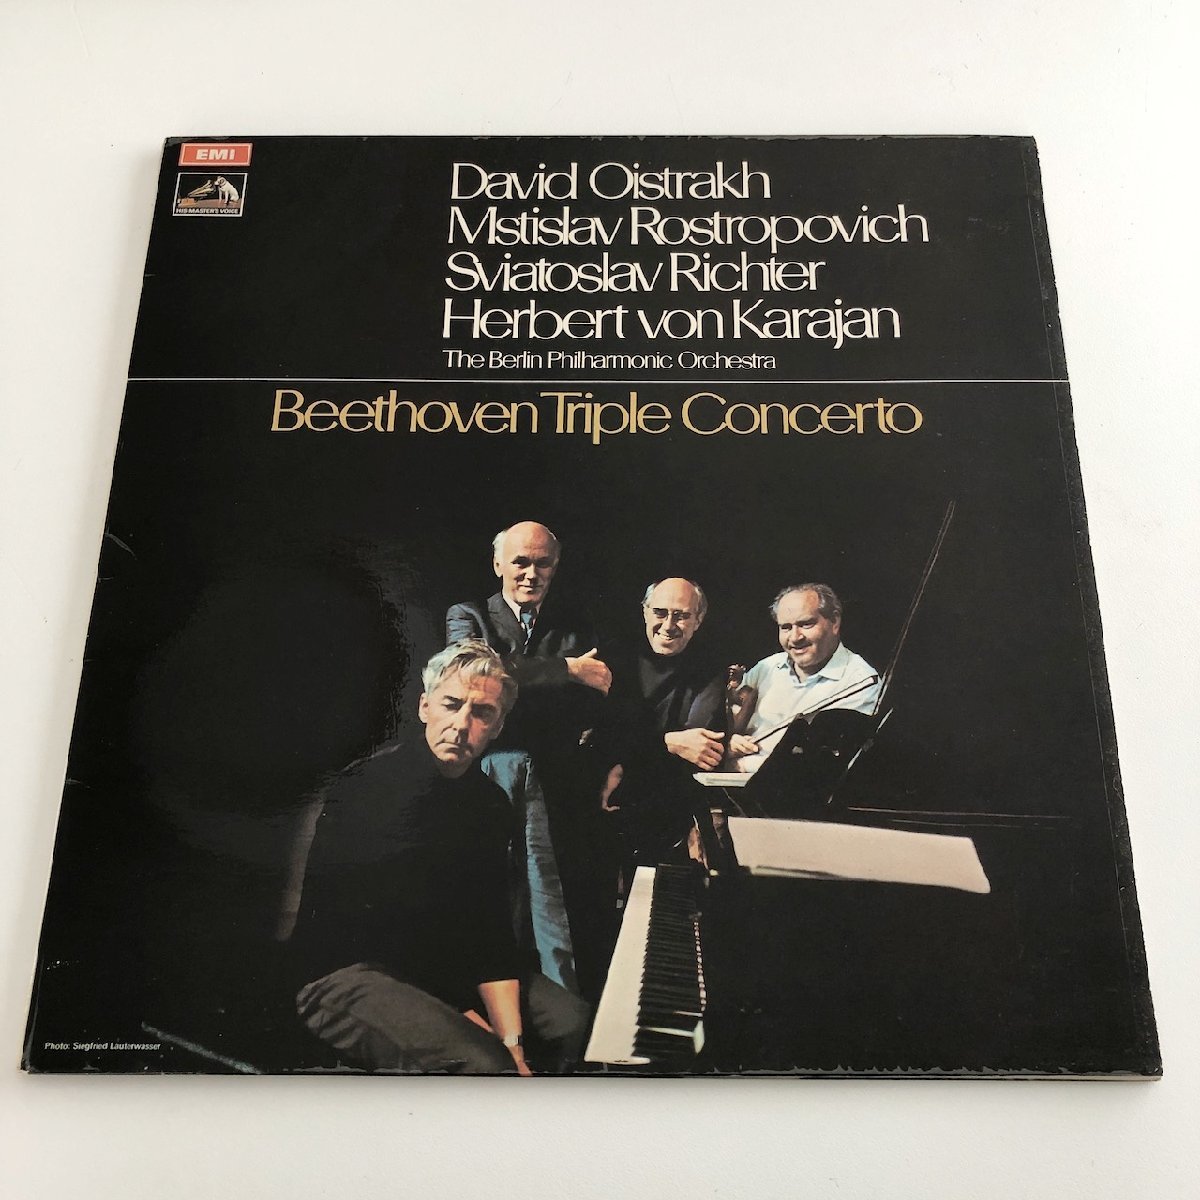 EMI
HIS MASTER'S VOICE
David Oistrakh
Mstislav Rostropovich
Sviatoslav Richter
Herbert von Karajan
The Berlin Philharmonic Orchestra
Beethoven Triple Concerto
Photo: Siegfried Lauterwasser